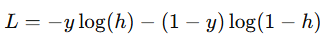 L = −y log(h) − (1 − y) log(1 − h)